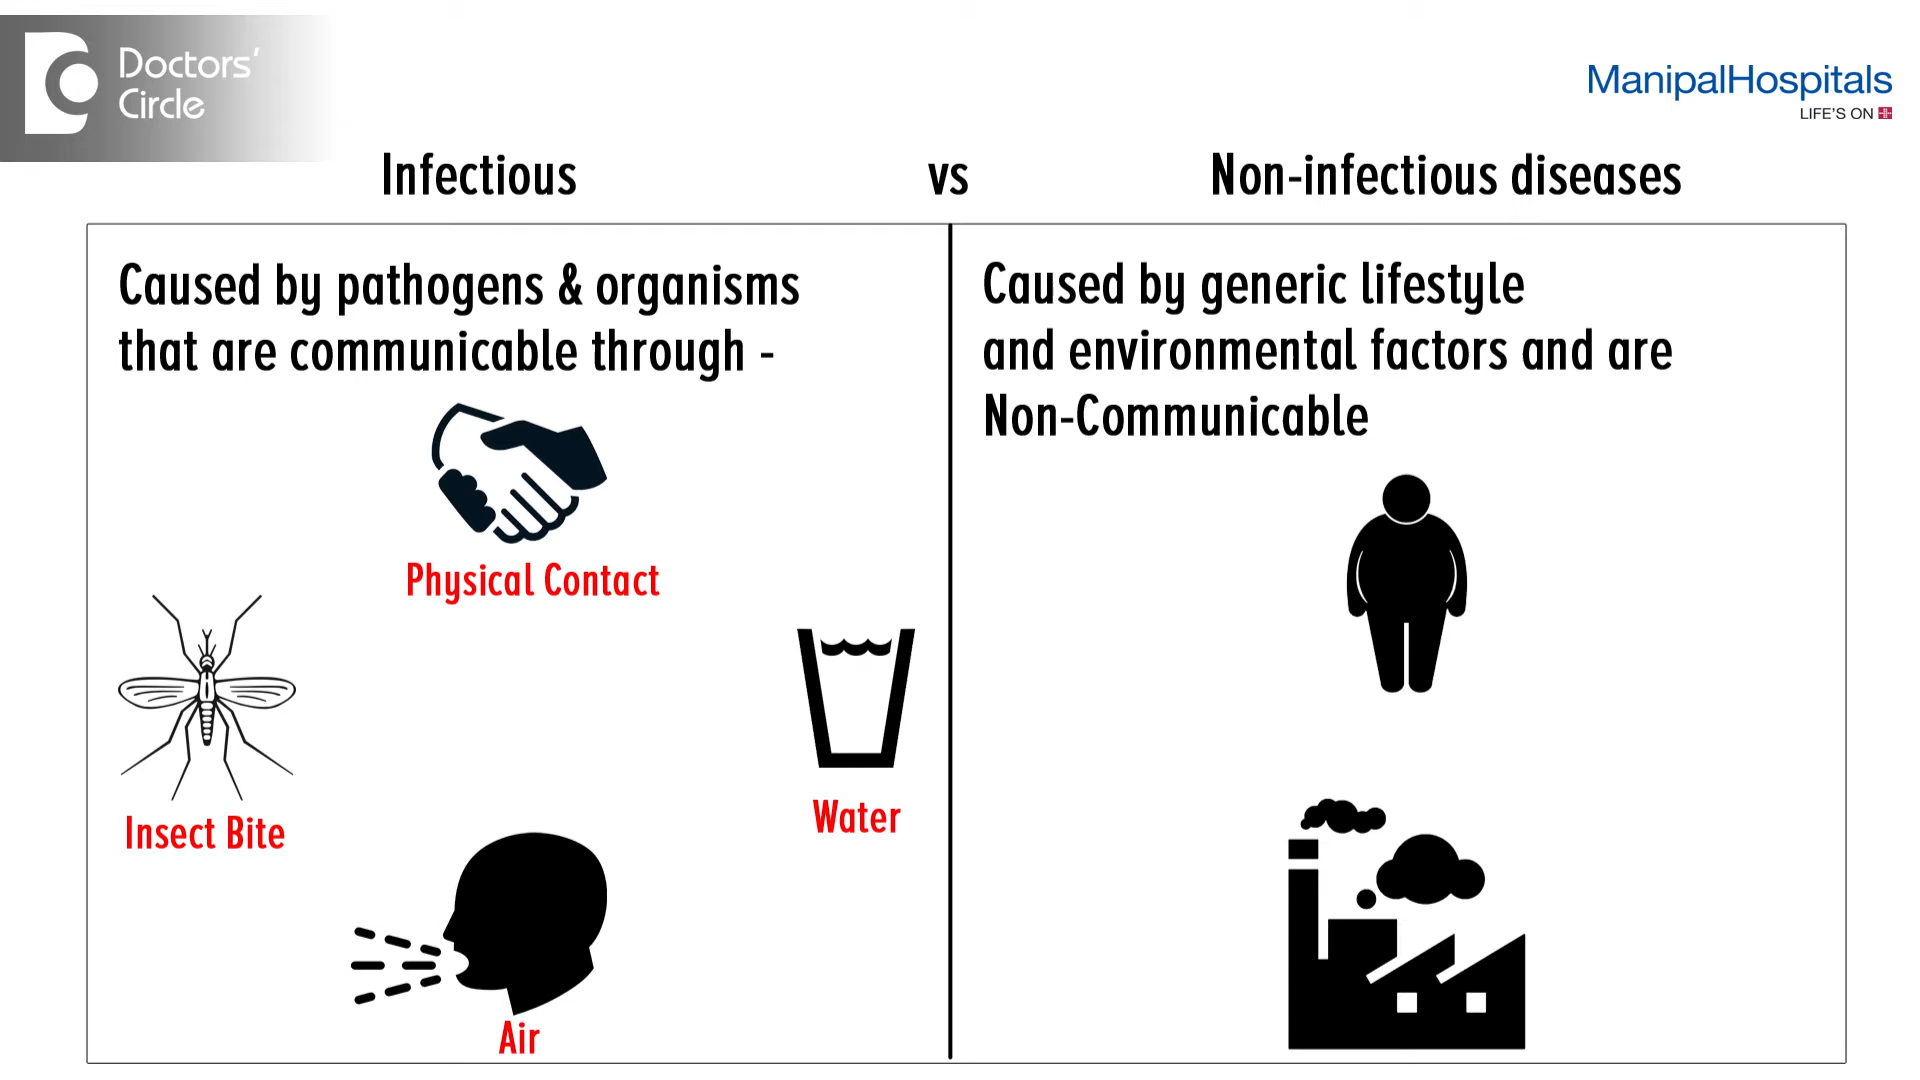 Doctors'
Circle
ManipalHospitals
LIFE'S ON
Infectious vs Non-infectious diseases
Caused by pathogens & organisms
that are communicable through -
Physical Contact
Insect Bite
Water
Air
Caused by generic lifestyle
and environmental factors and are
Non-Communicable